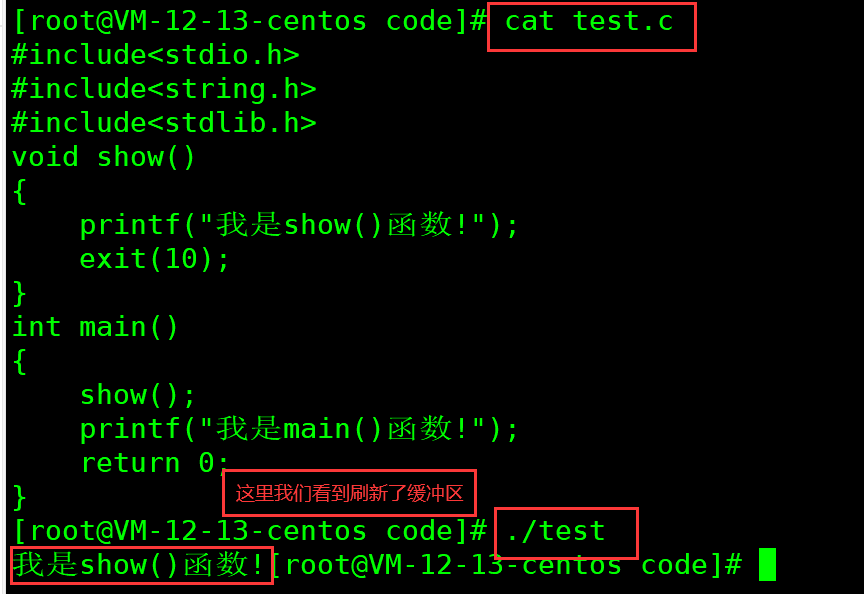 [root@VM-12-13-centos code]# cat test.c
#include<stdio.h>
#include<string.h>
#include<stdlib.h>
void show()
{
    printf("我是show()函数!");
    exit(10);
}
int main()
{
    show();
    printf("我是main()函数!");
    return 0;
}
这里我们看到刷新了缓冲区
[root@VM-12-13-centos code]# ./test
我是show()函数![root@VM-12-13-centos code]#